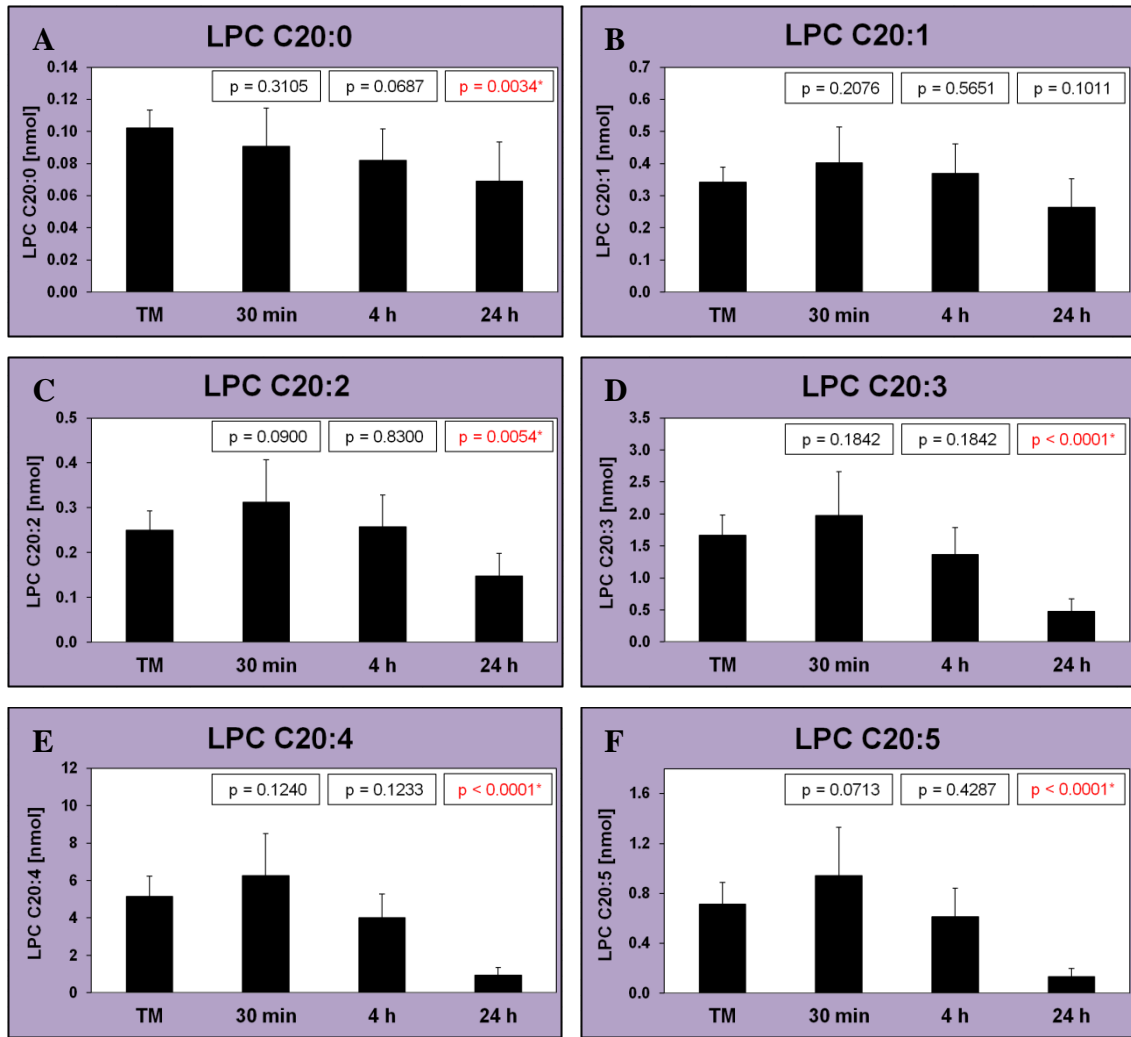 A
LPC C20:0
LPC C20:0 [nmol]
0.14
0.12
0.10
0.08
0.06
0.04
0.02
0.00
p = 0.3105
p = 0.0687
p = 0.0034*
TM
30 min
4 h
24 h
B
LPC C20:1
LPC C20:1 [nmol]
0.7
0.6
0.5
0.4
0.3
0.2
0.1
0.0
p = 0.2076
p = 0.5651
p = 0.1011
TM
30 min
4 h
24 h
C
LPC C20:2
LPC C20:2 [nmol]
0.5
0.4
0.3
0.2
0.1
0.0
p = 0.0900
p = 0.8300
p = 0.0054*
TM
30 min
4 h
24 h
D
LPC C20:3
LPC C20:3 [nmol]
3.5
3.0
2.5
2.0
1.5
1.0
0.5
0.0
p = 0.1842
p = 0.1842
p < 0.0001*
TM
30 min
4 h
24 h
E
LPC C20:4
LPC C20:4 [nmol]
12
10
8
6
4
2
0
p = 0.1240
p = 0.1233
p < 0.0001*
TM
30 min
4 h
24 h
F
LPC C20:5
LPC C20:5 [nmol]
1.6
1.2
0.8
0.4
0.0
p = 0.0713
p = 0.4287
p < 0.0001*
TM
30 min
4 h
24 h